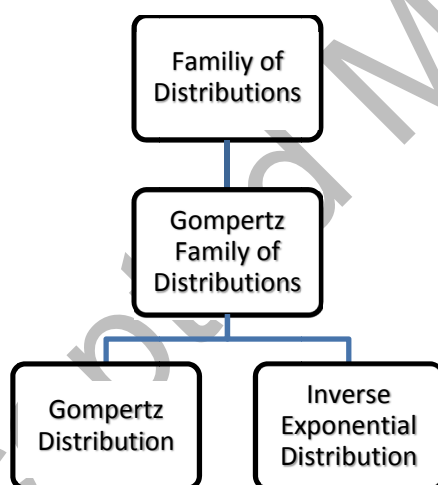 Familiy of
Distributions
Gompertz
Family of
Distributions
Gompertz
Distribution
Inverse
Exponential
Distribution